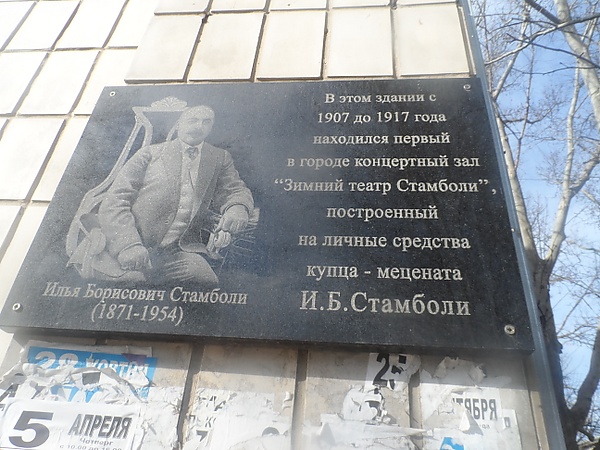 В этом здании с
1907 до 1917 года
находился первый
в городе концертный зал
“Зимний театр Стамболи”,
построенный
на личные средства
купца - мецената
И.Б.Стамболи
Илья Борисович Стамболи
(1871-1954)
5 АПРЕЛЯ
Четверг